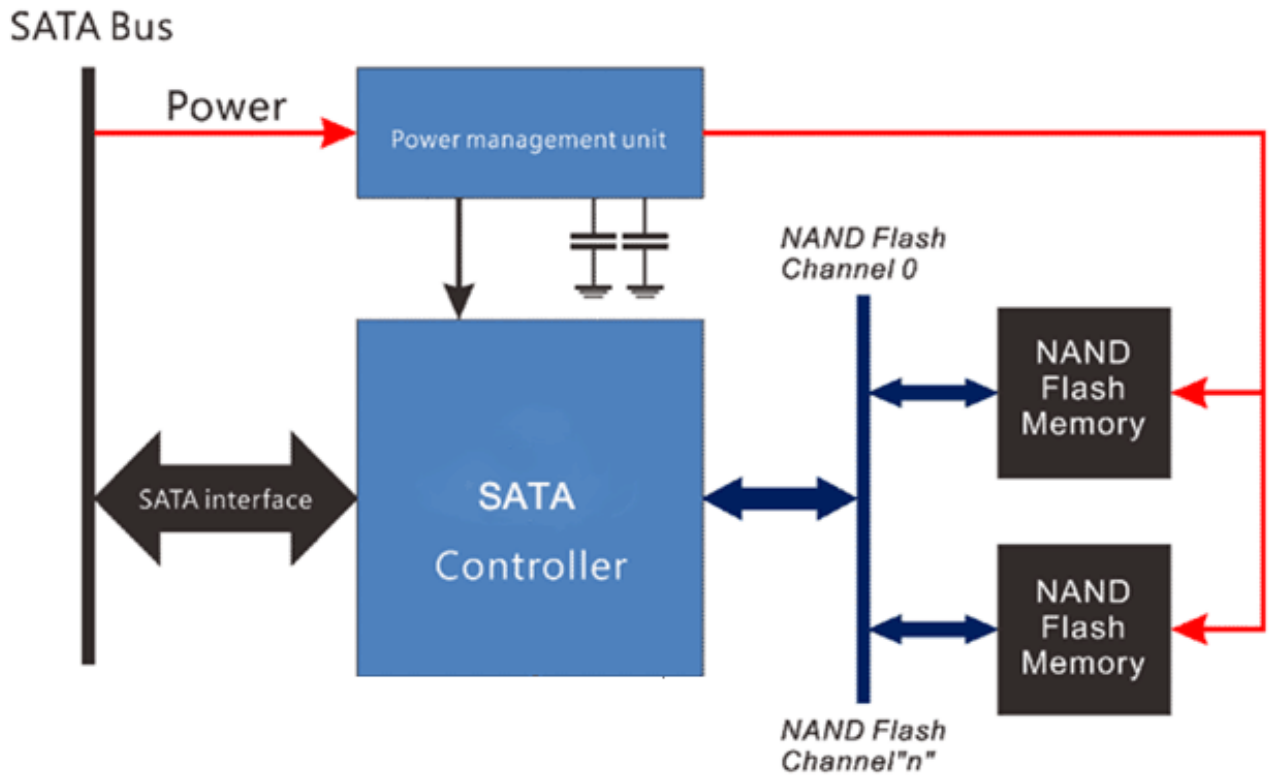 SATA Bus
Power
Power management unit
NAND Flash
Channel 0
NAND
Flash
Memory
SATA interface
SATA
Controller
NAND
Flash
Memory
NAND Flash
Channel"n"